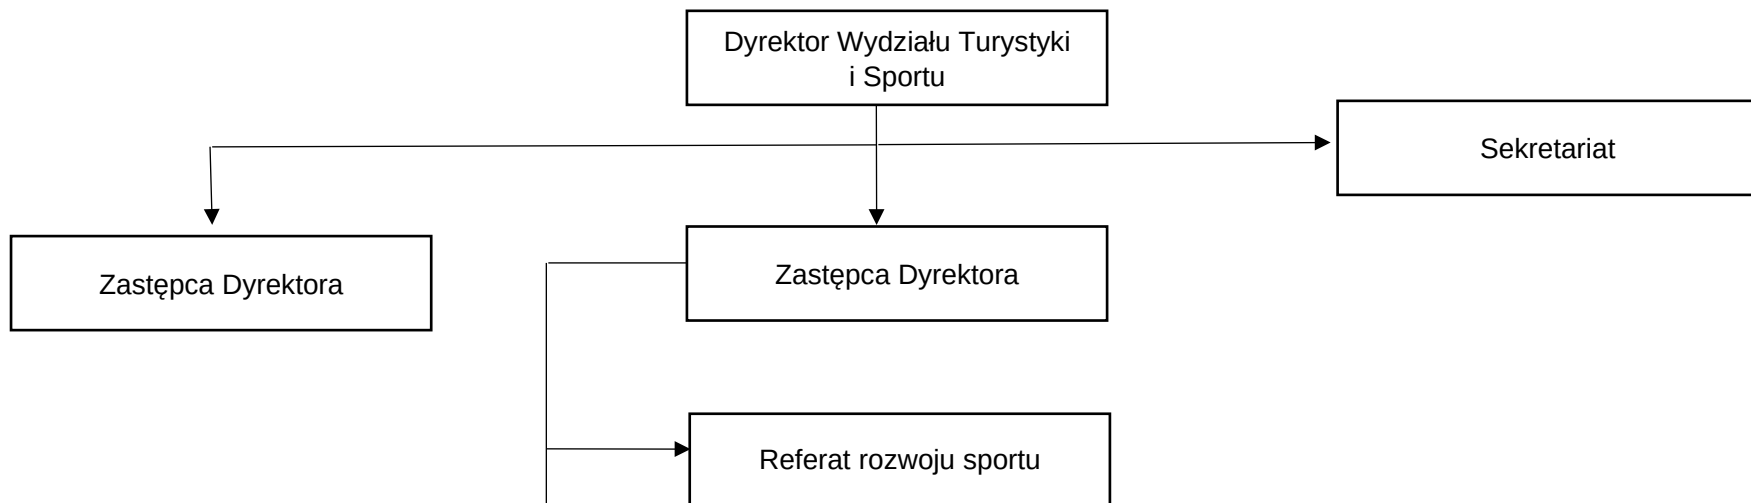 Dyrektor Wydziału Turystyki
i Sportu
Sekretariat
Zastępca Dyrektora
Zastępca Dyrektora
Referat rozwoju sportu